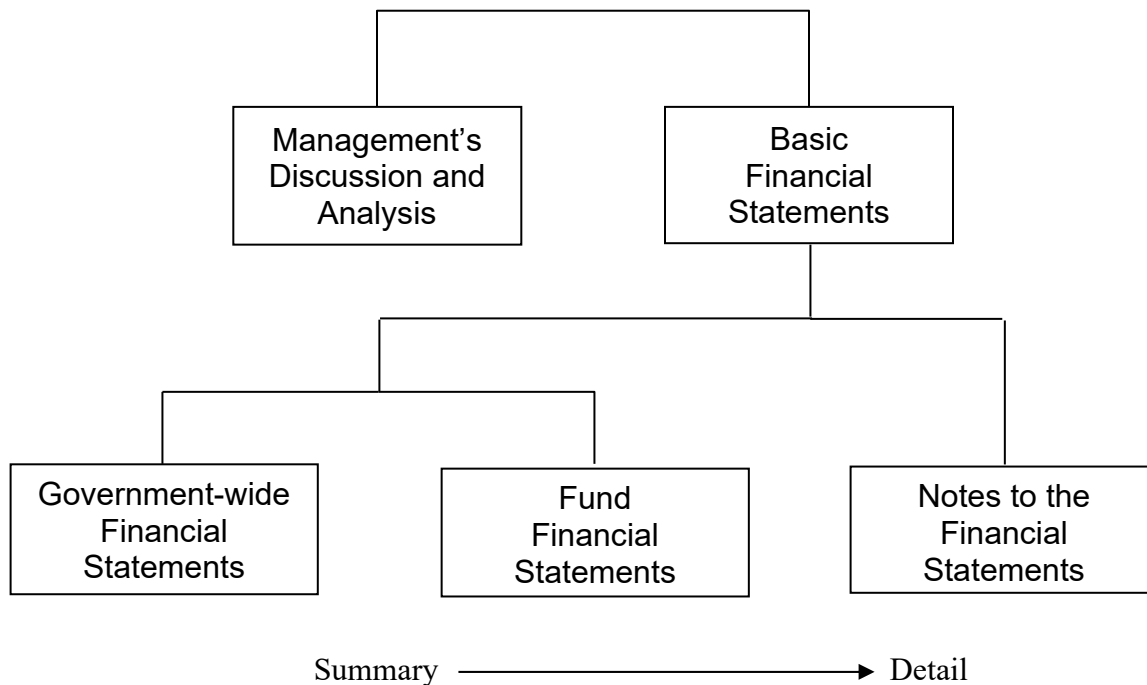 Management’s
Discussion and
Analysis
Basic
Financial
Statements
Government-wide
Financial
Statements
Fund
Financial
Statements
Notes to the
Financial
Statements
Summary
Detail